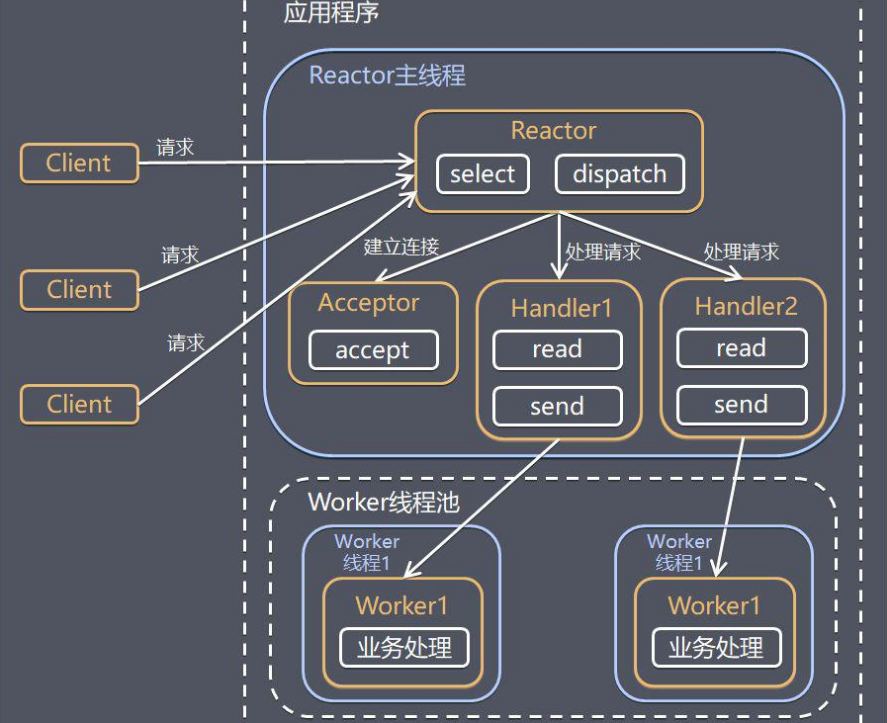 应用程序
Reactor主线程
Reactor
select
dispatch
Client
请求
Client
请求
Client
请求
建立连接
处理请求
处理请求
Acceptor
accept
Handler1
read
send
Handler2
read
send
Worker线程池
Worker
线程1
Worker1
业务处理
Worker
线程1
Worker1
业务处理